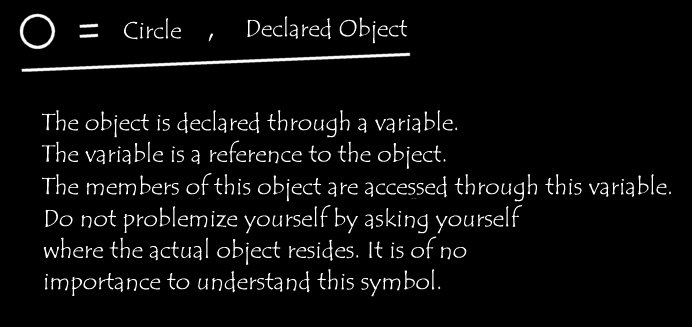 = Circle , Declared Object
The object is declared through a variable.
The variable is a reference to the object.
The members of this object are accessed through this variable.
Do not problemize yourself by asking yourself
where the actual object resides. It is of no
importance to understand this symbol.